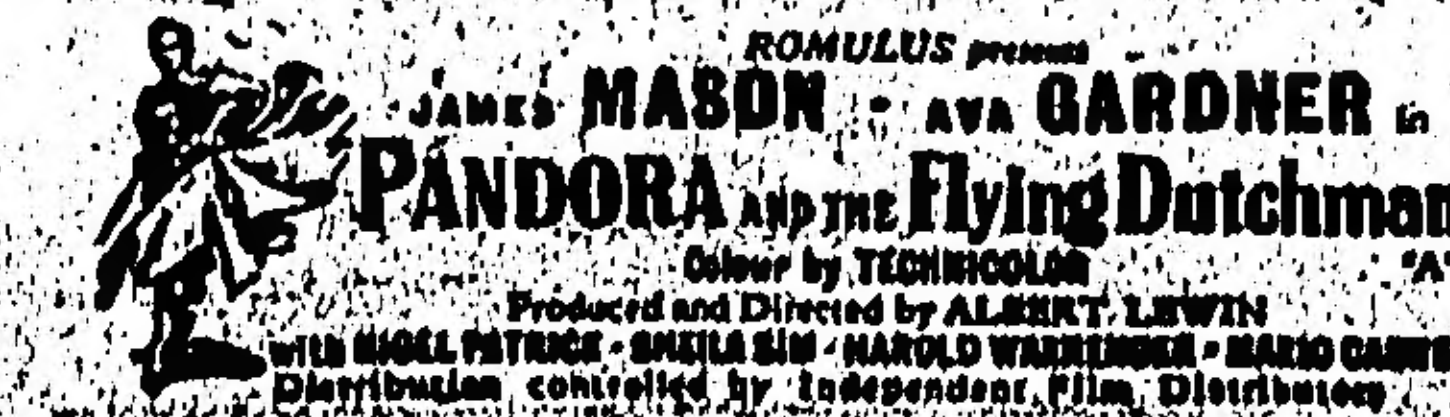 ROMULUS presents
JAMES MASON · AVA GARDNER in
PANDORA AND THE Flying Dutchman
Colour by TECHNICOLOR "A"
Produced and Directed by ALBERT LEWIN
with NIGEL PATRICK · SHEILA SIM · HAROLD WARRENDER · MARIO
Distribution controlled by Independent Film Distributors